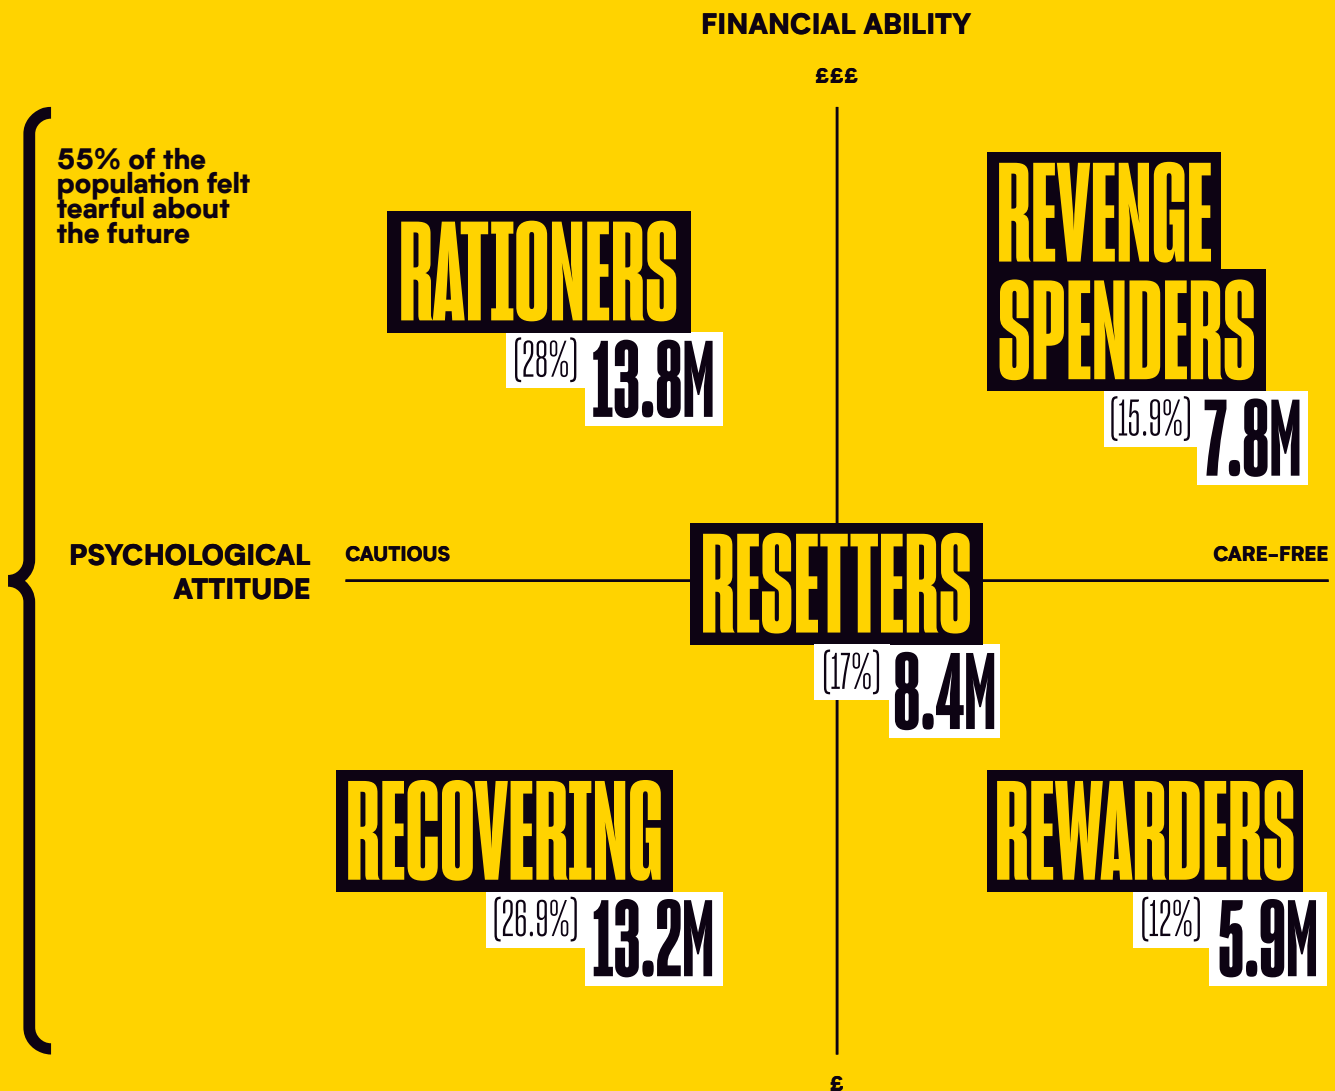 FINANCIAL ABILITY
£££
55% of the
population felt
tearful about
the future
RATIONERS
(28%) 13.8M
REVENGE
SPENDERS
(15.9%) 7.8M
PSYCHOLOGICAL
ATTITUDE
CAUTIOUS
CARE-FREE
RESETTERS
(17%) 8.4M
RECOVERING
(26.9%) 13.2M
REWARDERS
(12%) 5.9M
£